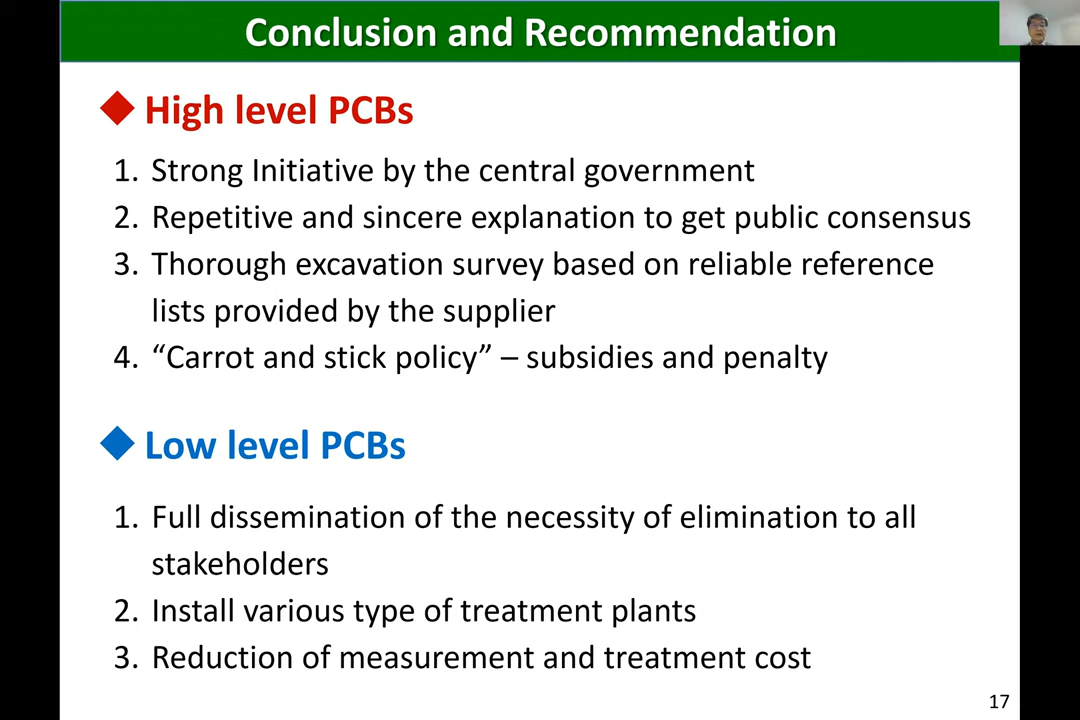 Conclusion and Recommendation
◆ High level PCBs
1. Strong Initiative by the central government
2. Repetitive and sincere explanation to get public consensus
3. Thorough excavation survey based on reliable reference
lists provided by the supplier
4. “Carrot and stick policy” – subsidies and penalty
◆ Low level PCBs
1. Full dissemination of the necessity of elimination to all
stakeholders
2. Install various type of treatment plants
3. Reduction of measurement and treatment cost
17